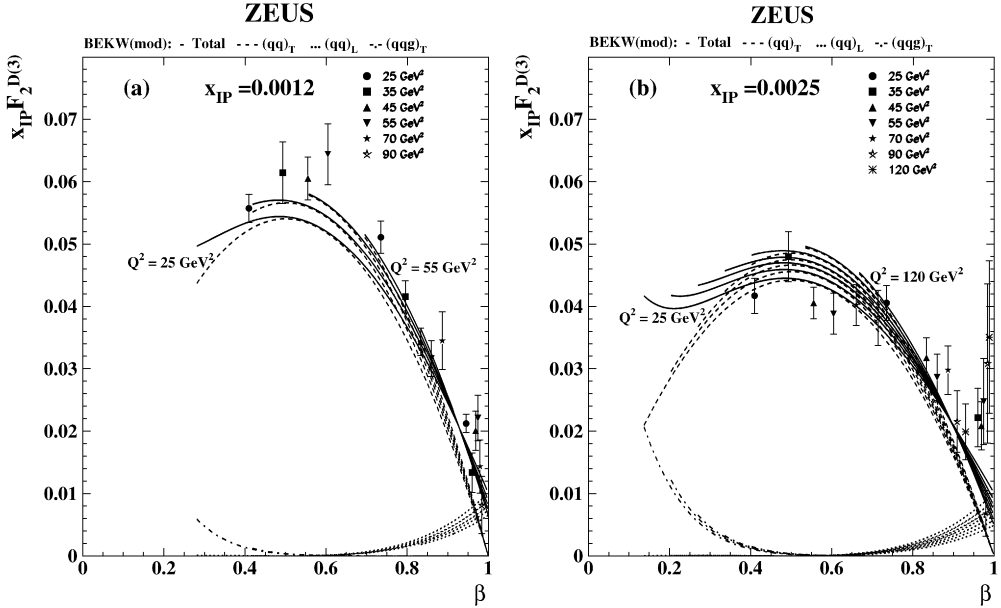 ZEUS
BEKW(mod): - Total --- (qq)T ... (qq)L -.- (qqg)T
(a)
xIP =0.0012
25 GeV²
35 GeV²
45 GeV²
55 GeV²
70 GeV²
90 GeV²
xIP F2 D(3)
0.07
0.06
0.05
0.04
0.03
0.02
0.01
0
Q² = 25 GeV²
Q² = 55 GeV²
0 0.2 0.4 0.6 0.8 1
β
ZEUS
BEKW(mod): - Total --- (qq)T ... (qq)L -.- (qqg)T
(b)
xIP =0.0025
25 GeV²
35 GeV²
45 GeV²
55 GeV²
70 GeV²
90 GeV²
120 GeV²
xIP F2 D(3)
0.07
0.06
0.05
0.04
0.03
0.02
0.01
0
Q² = 25 GeV²
Q² = 120 GeV²
0 0.2 0.4 0.6 0.8 1
β